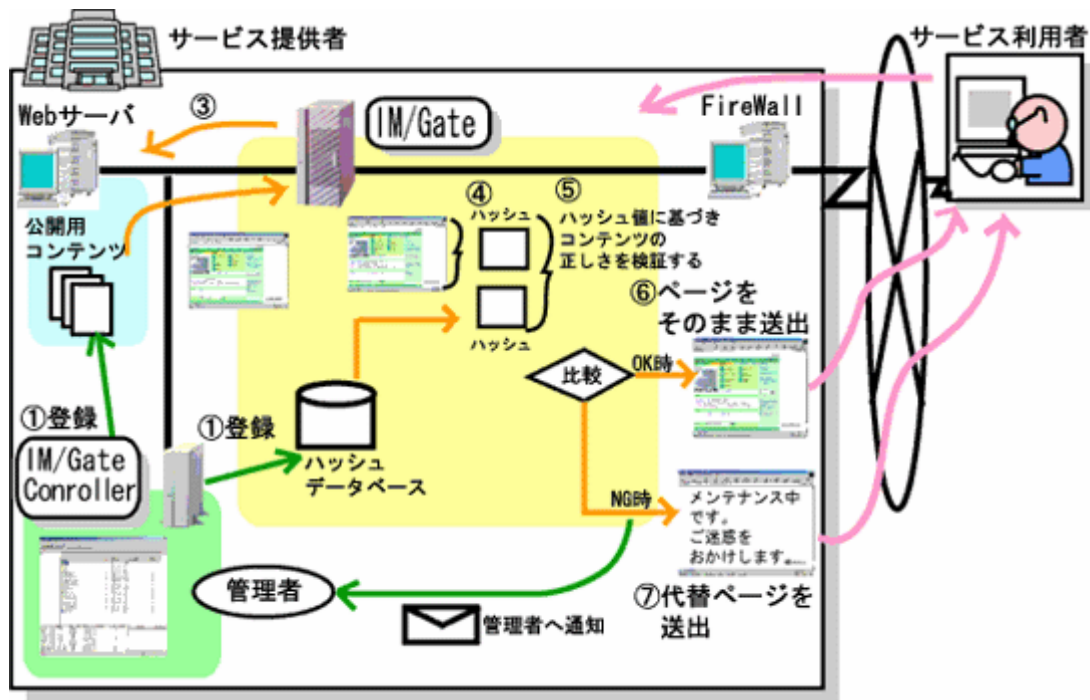 サービス提供者
サービス利用者
Webサーバ
③
IM/Gate
FireWall
公開用
コンテンツ
④
ハッシュ
⑤
ハッシュ値に基づき
コンテンツの
正しさを検証する
ハッシュ
⑥ページを
そのまま送出
比較
OK時
①登録
①登録
IM/Gate
Conroller
ハッシュ
データベース
NG時
メンテナンス中
です。
ご迷惑を
おかけします。
管理者
管理者へ通知
⑦代替ページを
送出